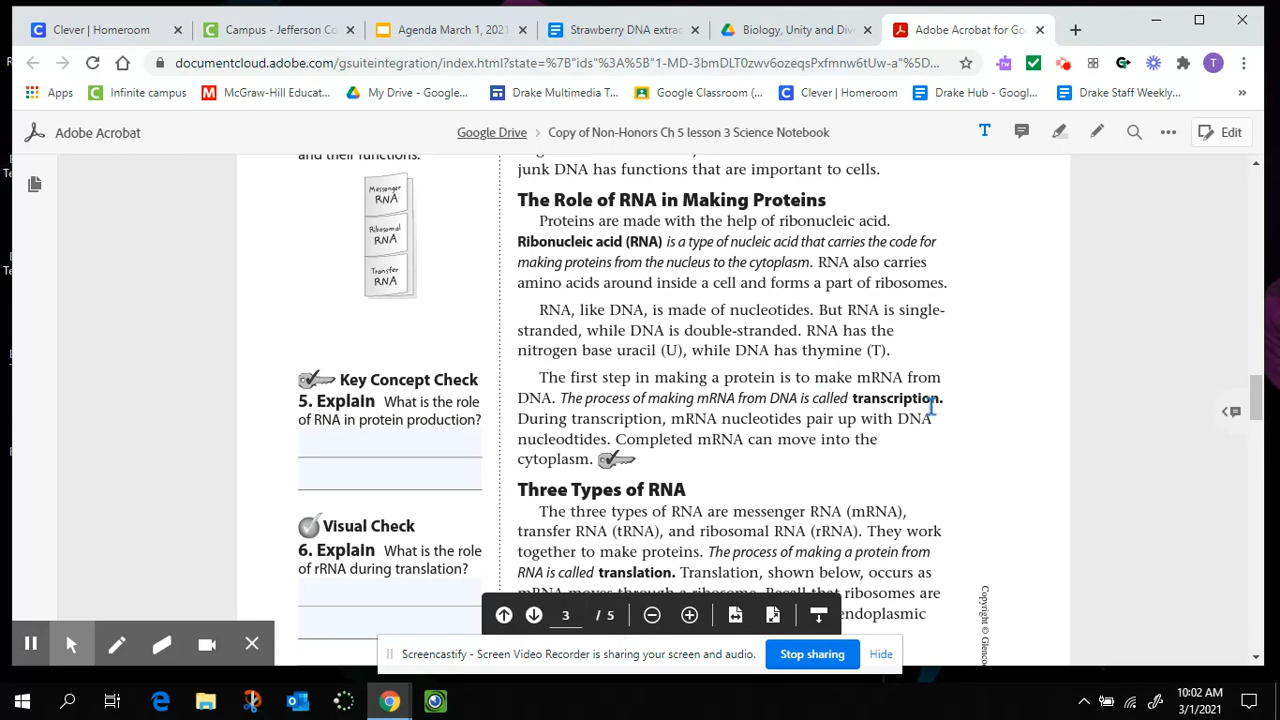 Clever | Homeroom
Campus - Jefferson Co
Agenda March 1, 2021
Strawberry DNA extrac
Biology, Unity and Div
Adobe Acrobat for Go
documentcloud.adobe.com/gsuiteintegration/index.html?state=%7B"ids"%3A%5B"1-MD-3bmDLT0zwv6ozeqsPxfmnw6tUw-a"%5D...
T
Apps
Infinite campus
McGraw-Hill Educat...
My Drive - Google...
Drake Multimedia T...
Google Classroom (...
Clever | Homeroom
Drake Hub - Googl...
Drake Staff Weekly...
Adobe Acrobat
Google Drive > Copy of Non-Honors Ch 5 lesson 3 Science Notebook
Edit
and their functions.
Messenger
RNA
Ribosomal
RNA
Transfer
RNA
Key Concept Check
5. Explain What is the role
of RNA in protein production?
Visual Check
6. Explain What is the role
of rRNA during translation?
junk DNA has functions that are important to cells.
The Role of RNA in Making Proteins
Proteins are made with the help of ribonucleic acid.
Ribonucleic acid (RNA) is a type of nucleic acid that carries the code for
making proteins from the nucleus to the cytoplasm. RNA also carries
amino acids around inside a cell and forms a part of ribosomes.
RNA, like DNA, is made of nucleotides. But RNA is single-
stranded, while DNA is double-stranded. RNA has the
nitrogen base uracil (U), while DNA has thymine (T).
The first step in making a protein is to make mRNA from
DNA. The process of making mRNA from DNA is called transcription.
During transcription, mRNA nucleotides pair up with DNA
nucleodtides. Completed mRNA can move into the
cytoplasm.
Three Types of RNA
The three types of RNA are messenger RNA (mRNA),
transfer RNA (tRNA), and ribosomal RNA (rRNA). They work
together to make proteins. The process of making a protein from
RNA is called translation. Translation, shown below, occurs as
mRNA moves through a ribosome. Recall that ribosomes are
endoplasmic
Copyright © Glencoe
3 / 5
Screencastify - Screen Video Recorder is sharing your screen and audio.
Stop sharing
Hide
10:02 AM
3/1/2021